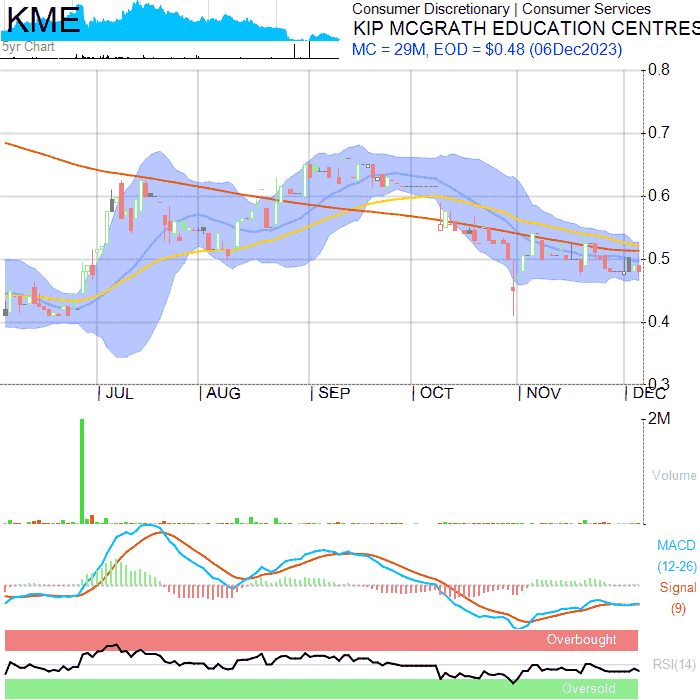 KME
5yr Chart
Consumer Discretionary | Consumer Services
KIP MCGRATH EDUCATION CENTRES
MC = 29M, EOD = $0.48 (06Dec2023)
0.8
0.7
0.6
0.5
0.4
0.3
JUL AUG SEP OCT NOV DEC
2M
Volume
MACD
(12-26)
Signal
(9)
Overbought
RSI(14)
Oversold